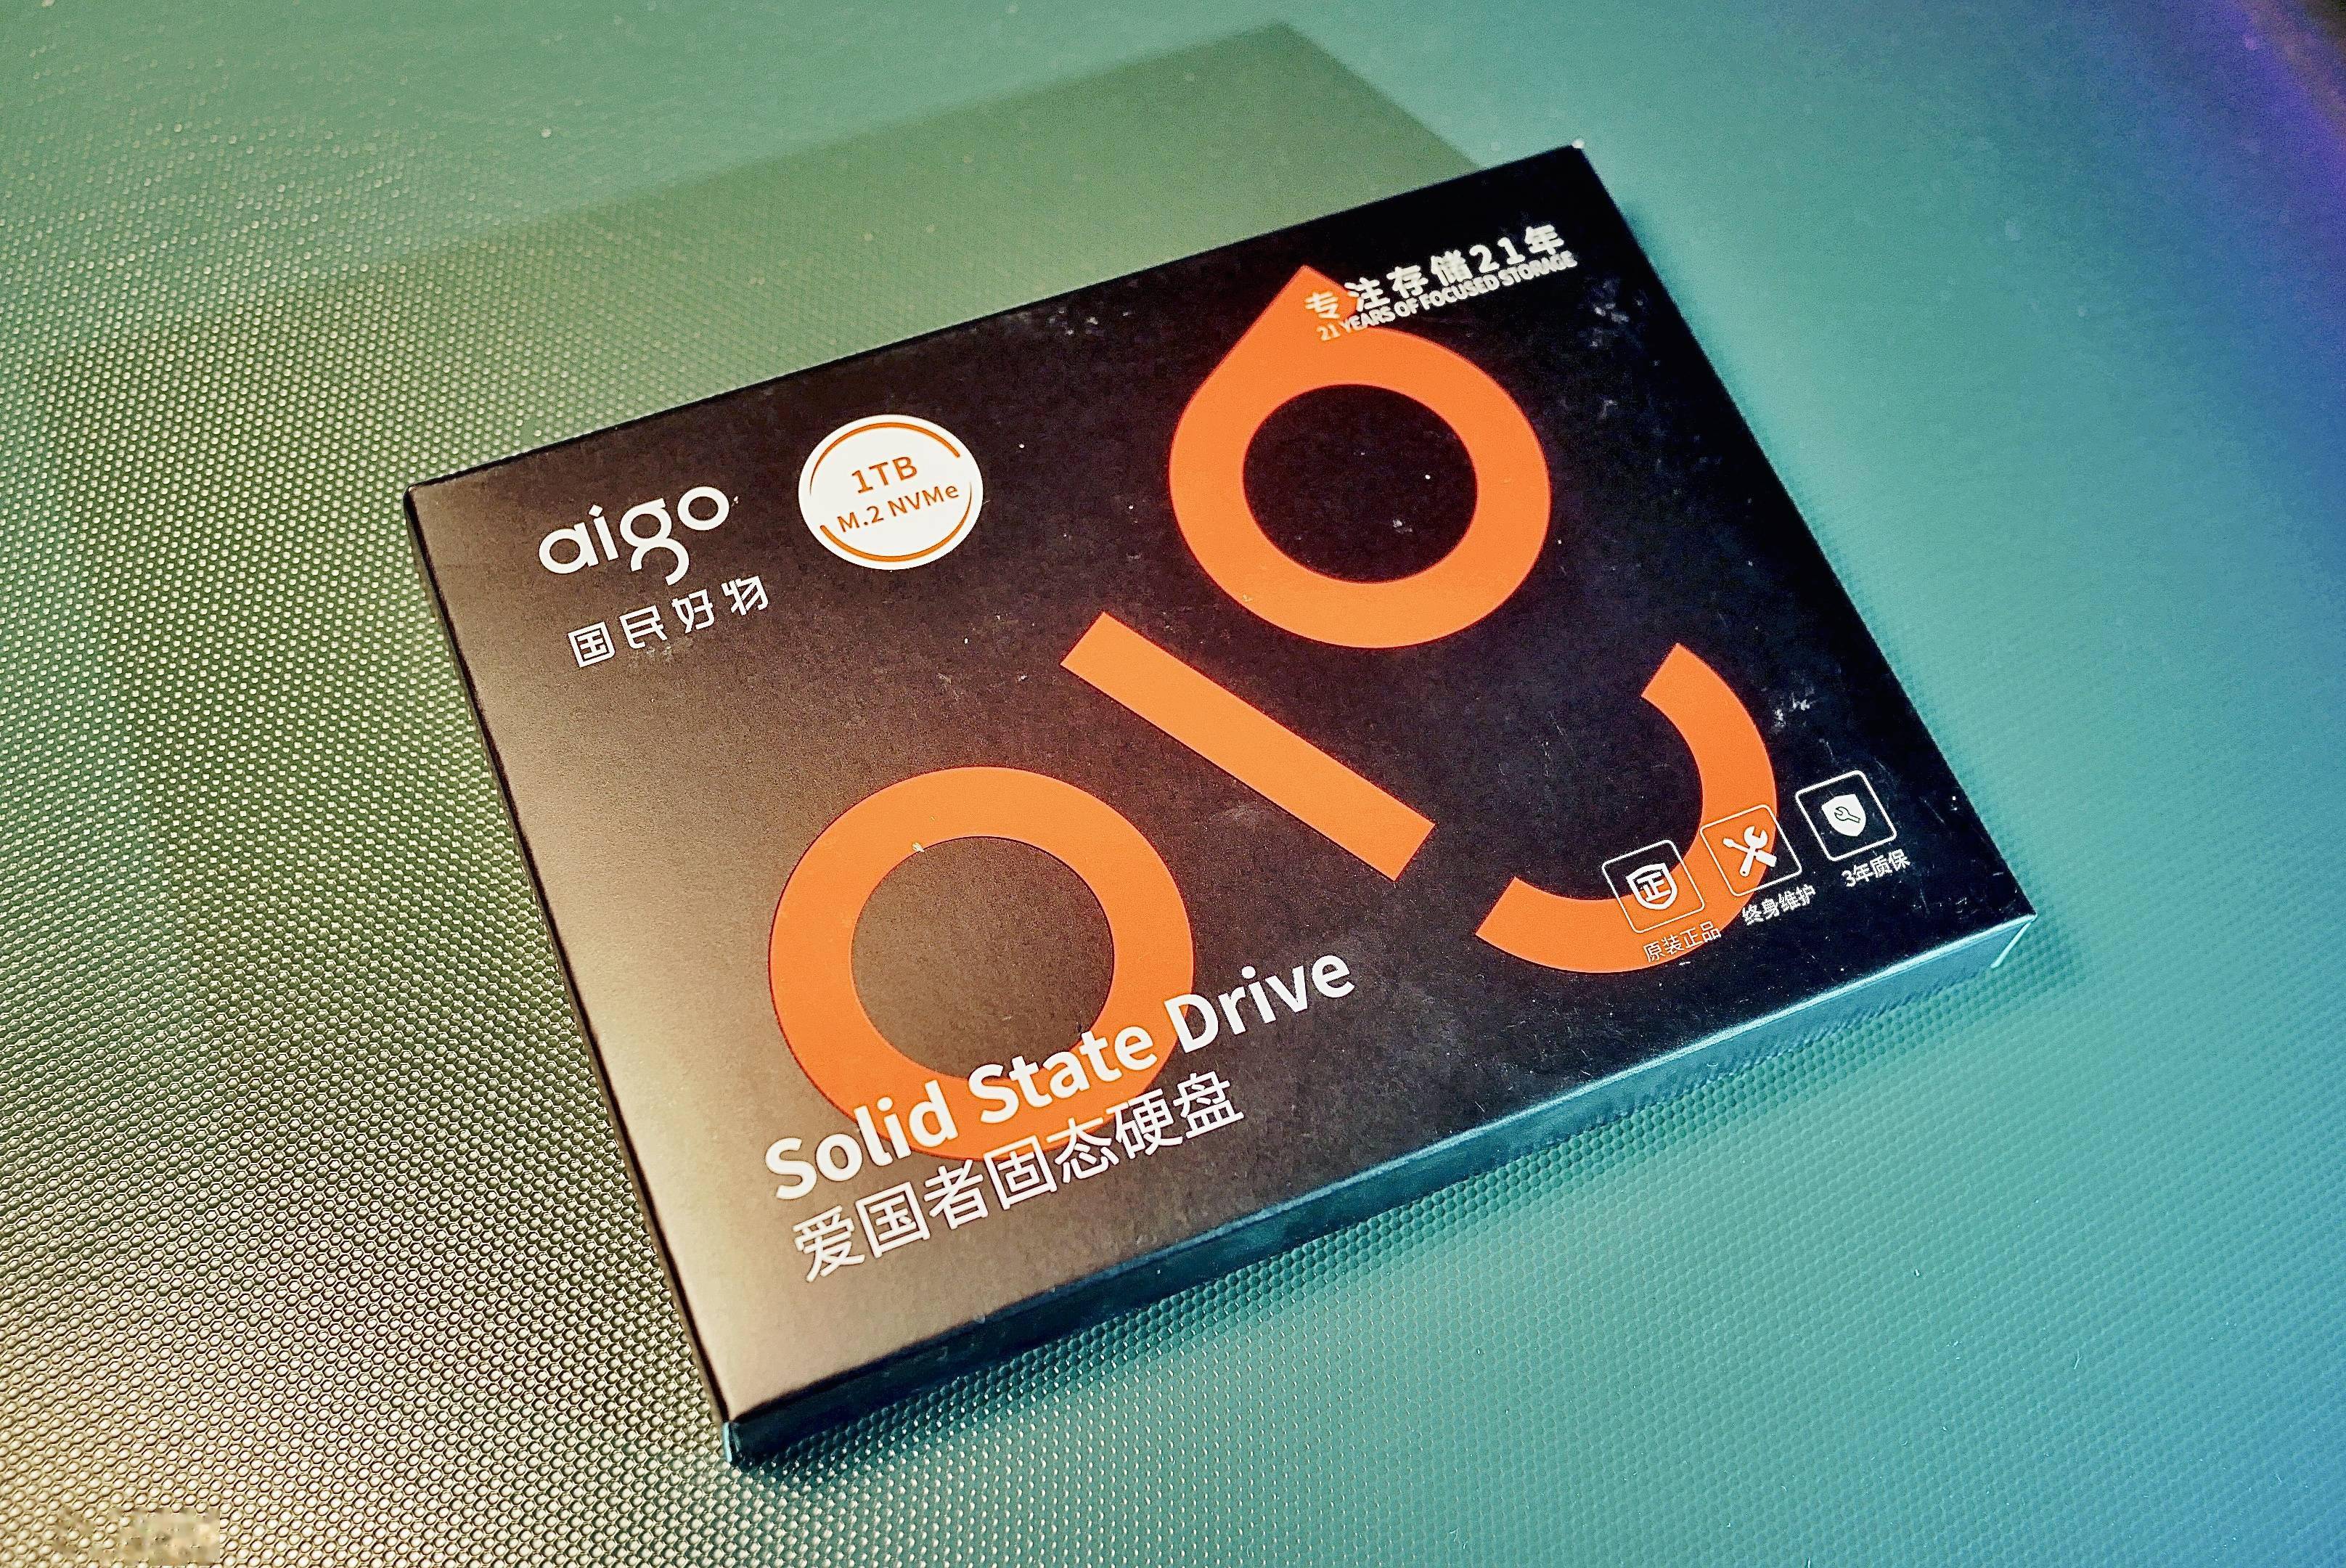 专注存储21年
21 YEARS OF FOCUSED STORAGE
aigo
国民好物
1TB
M.2 NVMe
正
原装正品
终身维护
3年质保
Solid State Drive
爱国者固态硬盘